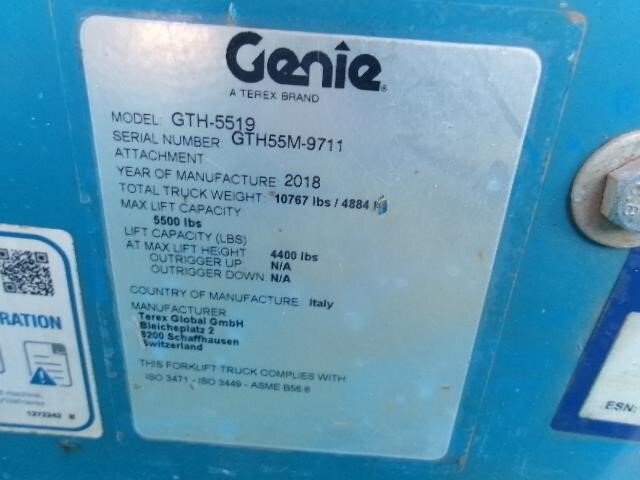 Genie
A TEREX BRAND
MODEL: GTH-5519
SERIAL NUMBER: GTH55M-9711
ATTACHMENT:
YEAR OF MANUFACTURE 2018
TOTAL TRUCK WEIGHT: 10767 lbs / 4884
MAX LIFT CAPACITY
5500 lbs
LIFT CAPACITY (LBS)
AT MAX LIFT HEIGHT 4400 lbs
OUTRIGGER UP: N/A
OUTRIGGER DOWN: N/A
COUNTRY OF MANUFACTURE Italy
MANUFACTURER
Terex Global GmbH
Bleicheplatz 2
8200 Schaffhausen
Switzerland
THIS FORKLIFT TRUCK COMPLIES WITH
ISO 3471 - ISO 3449 - ASME B56.6
RATION
1272242 B
ESN: